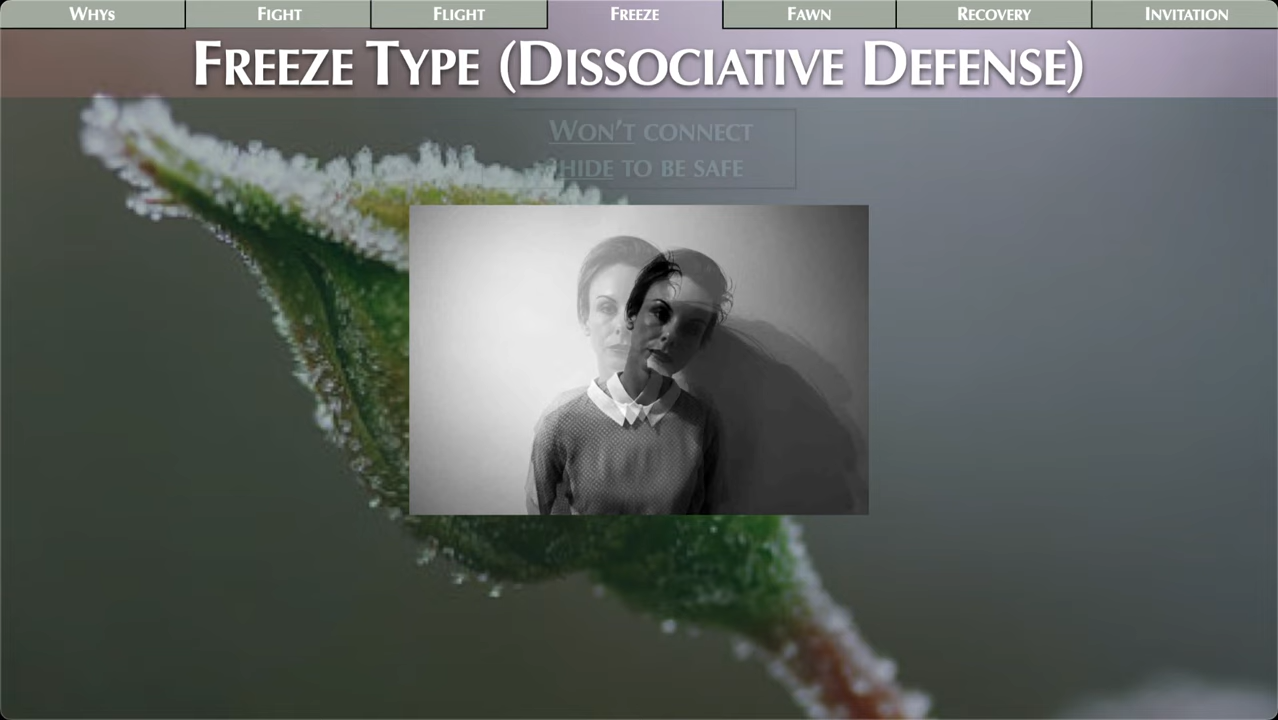 Whys
Fight
Flight
Freeze
Fawn
Recovery
Invitation
Freeze Type (Dissociative Defense)
Won't connect
hide to be safe